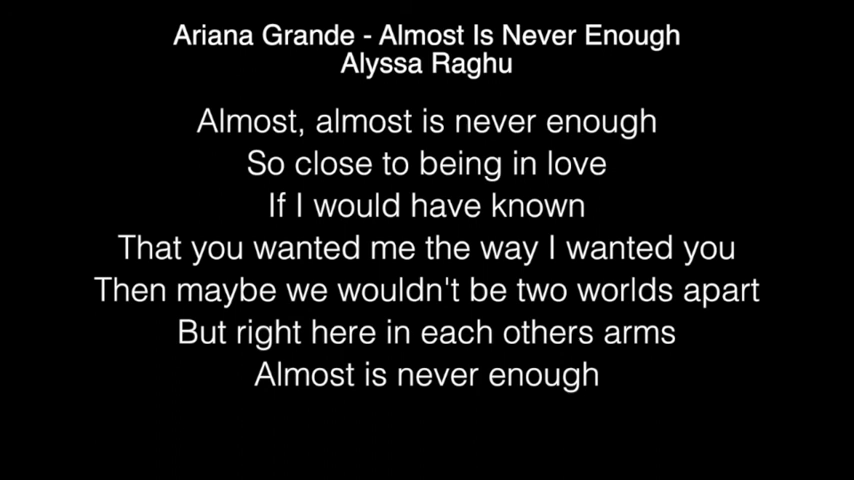 Ariana Grande - Almost Is Never Enough
Alyssa Raghu
Almost, almost is never enough
So close to being in love
If I would have known
That you wanted me the way I wanted you
Then maybe we wouldn't be two worlds apart
But right here in each others arms
Almost is never enough